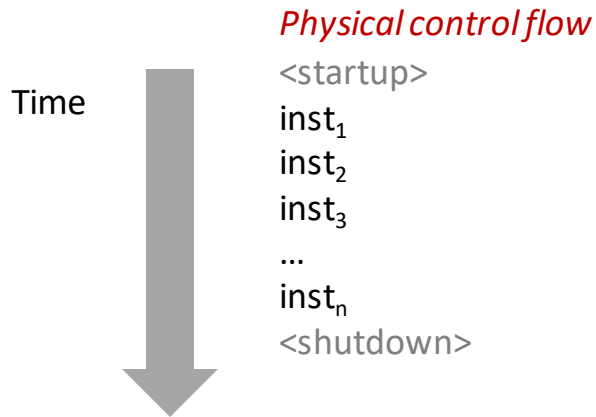 Physical control flow
<startup>
Time
inst₁
inst₂
inst₃
...
instₙ
<shutdown>